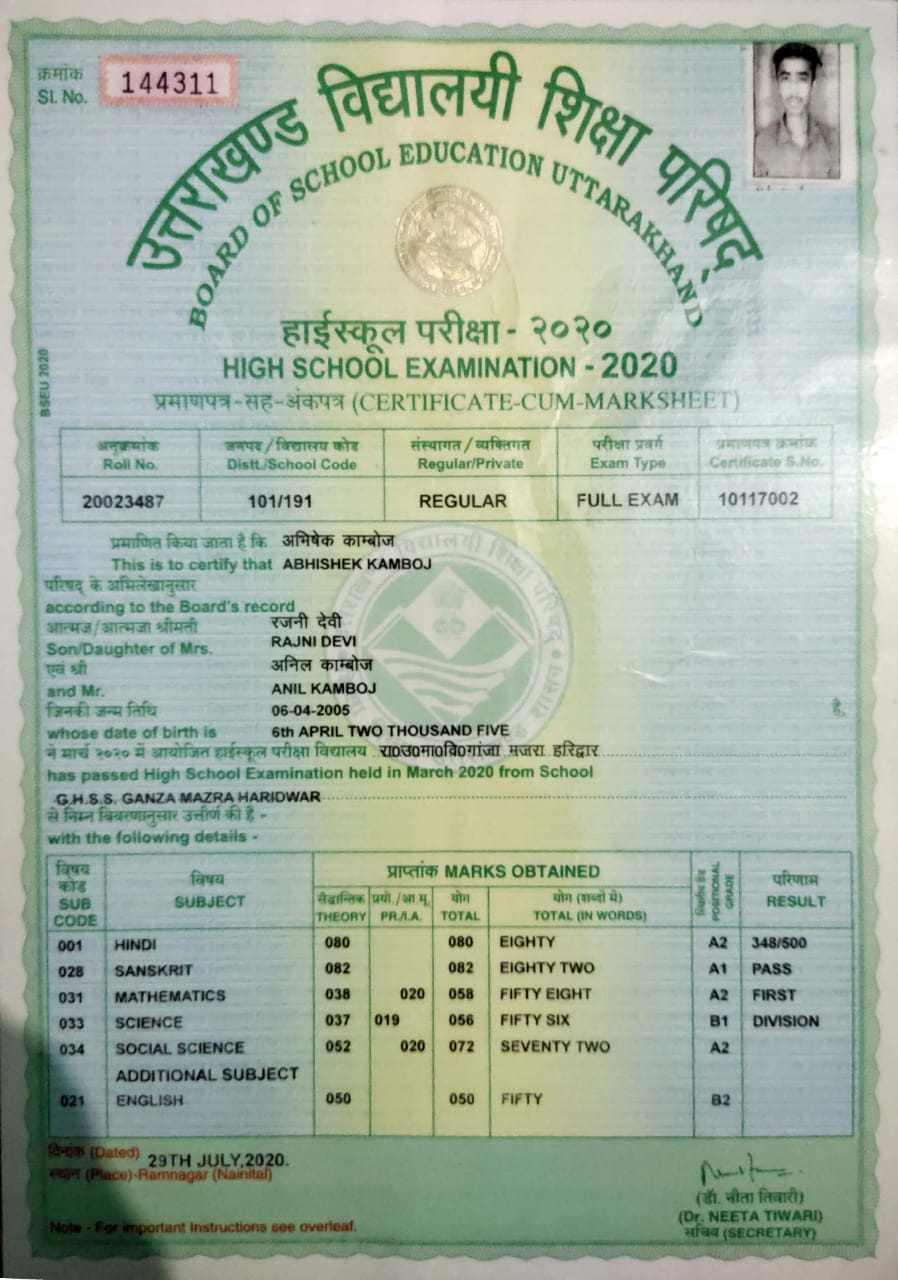 क्रमांक
Sl. No. 144311
उत्तराखण्ड विद्यालयी शिक्षा परिषद्
BOARD OF SCHOOL EDUCATION UTTARAKHAND
हाईस्कूल परीक्षा - २०२०
HIGH SCHOOL EXAMINATION - 2020
प्रमाणपत्र-सह-अंकपत्र (CERTIFICATE-CUM-MARKSHEET)
BSEU 2020
अनुक्रमांक जनपद/विद्यालय कोड संस्थागत/व्यक्तिगत परीक्षा प्रवर्ग प्रमाणपत्र क्रमांक
Roll No. Distt./School Code Regular/Private Exam Type Certificate S.No.
20023487 101/191 REGULAR FULL EXAM 10117002
प्रमाणित किया जाता है कि अभिषेक काम्बोज
This is to certify that ABHISHEK KAMBOJ
परिषद् के अभिलेखानुसार
according to the Board's record
आत्मज/आत्मजा श्रीमती रजनी देवी
Son/Daughter of Mrs. RAJNI DEVI
एवं श्री अनिल काम्बोज
and Mr. ANIL KAMBOJ
जिनकी जन्म तिथि 06-04-2005 है,
whose date of birth is 6th APRIL TWO THOUSAND FIVE
ने मार्च २०२० में आयोजित हाईस्कूल परीक्षा विद्यालय रा0उ0मा0वि0गांजा मजरा हरिद्वार
has passed High School Examination held in March 2020 from School
G.H.S.S. GANZA MAZRA HARIDWAR
से निम्न विवरणानुसार उत्तीर्ण की है -
with the following details -
विषय कोड SUB CODE विषय SUBJECT प्राप्तांक MARKS OBTAINED POSITIONAL GRADE परिणाम RESULT
सैद्धान्तिक प्रयो./आ.मू. योग योग (शब्दों में)
THEORY PR./I.A. TOTAL TOTAL (IN WORDS)
001 HINDI 080 080 EIGHTY A2 348/500
028 SANSKRIT 082 082 EIGHTY TWO A1 PASS
031 MATHEMATICS 038 020 058 FIFTY EIGHT A2 FIRST
033 SCIENCE 037 019 056 FIFTY SIX B1 DIVISION
034 SOCIAL SCIENCE 052 020 072 SEVENTY TWO A2
ADDITIONAL SUBJECT
021 ENGLISH 050 050 FIFTY B2
दिनांक (Dated) 29TH JULY,2020.
स्थान (Place)-Ramnagar (Nainital)
(डॉ. नीता तिवारी)
(Dr. NEETA TIWARI)
सचिव (SECRETARY)
Note - For important Instructions see overleaf.